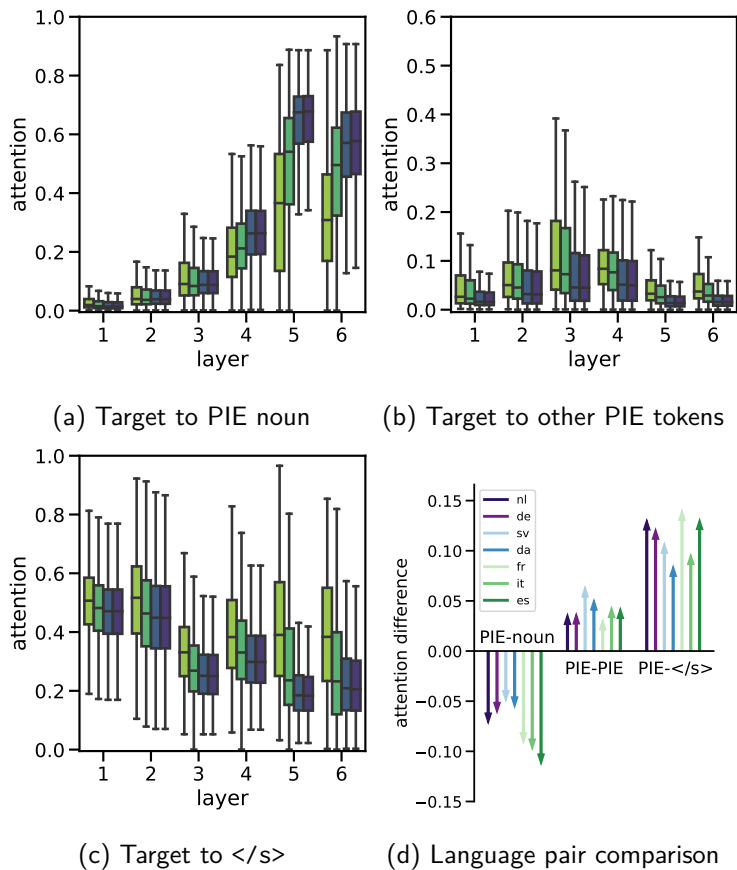 1.0
0.8
0.6
0.4
0.2
0.0
attention
1 2 3 4 5 6
layer
(a) Target to PIE noun
0.6
0.5
0.4
0.3
0.2
0.1
0.0
attention
1 2 3 4 5 6
layer
(b) Target to other PIE tokens
1.0
0.8
0.6
0.4
0.2
0.0
attention
1 2 3 4 5 6
layer
(c) Target to </s>
0.15
0.10
0.05
0.00
−0.05
−0.10
−0.15
attention difference
nl
de
sv
da
fr
it
es
PIE-noun
PIE-PIE
PIE-</s>
(d) Language pair comparison